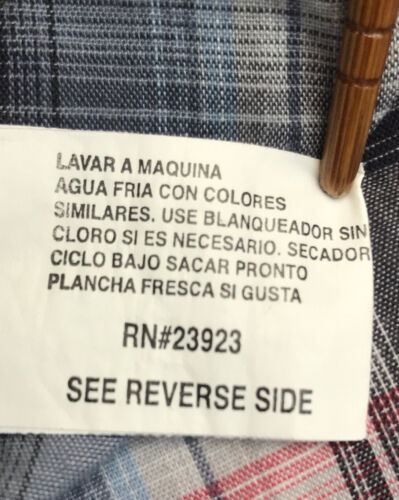 LAVAR A MAQUINA
AGUA FRIA CON COLORES
SIMILARES. USE BLANQUEADOR SIN
CLORO SI ES NECESARIO. SECADOR
CICLO BAJO SACAR PRONTO
PLANCHA FRESCA SI GUSTA
RN#23923
SEE REVERSE SIDE